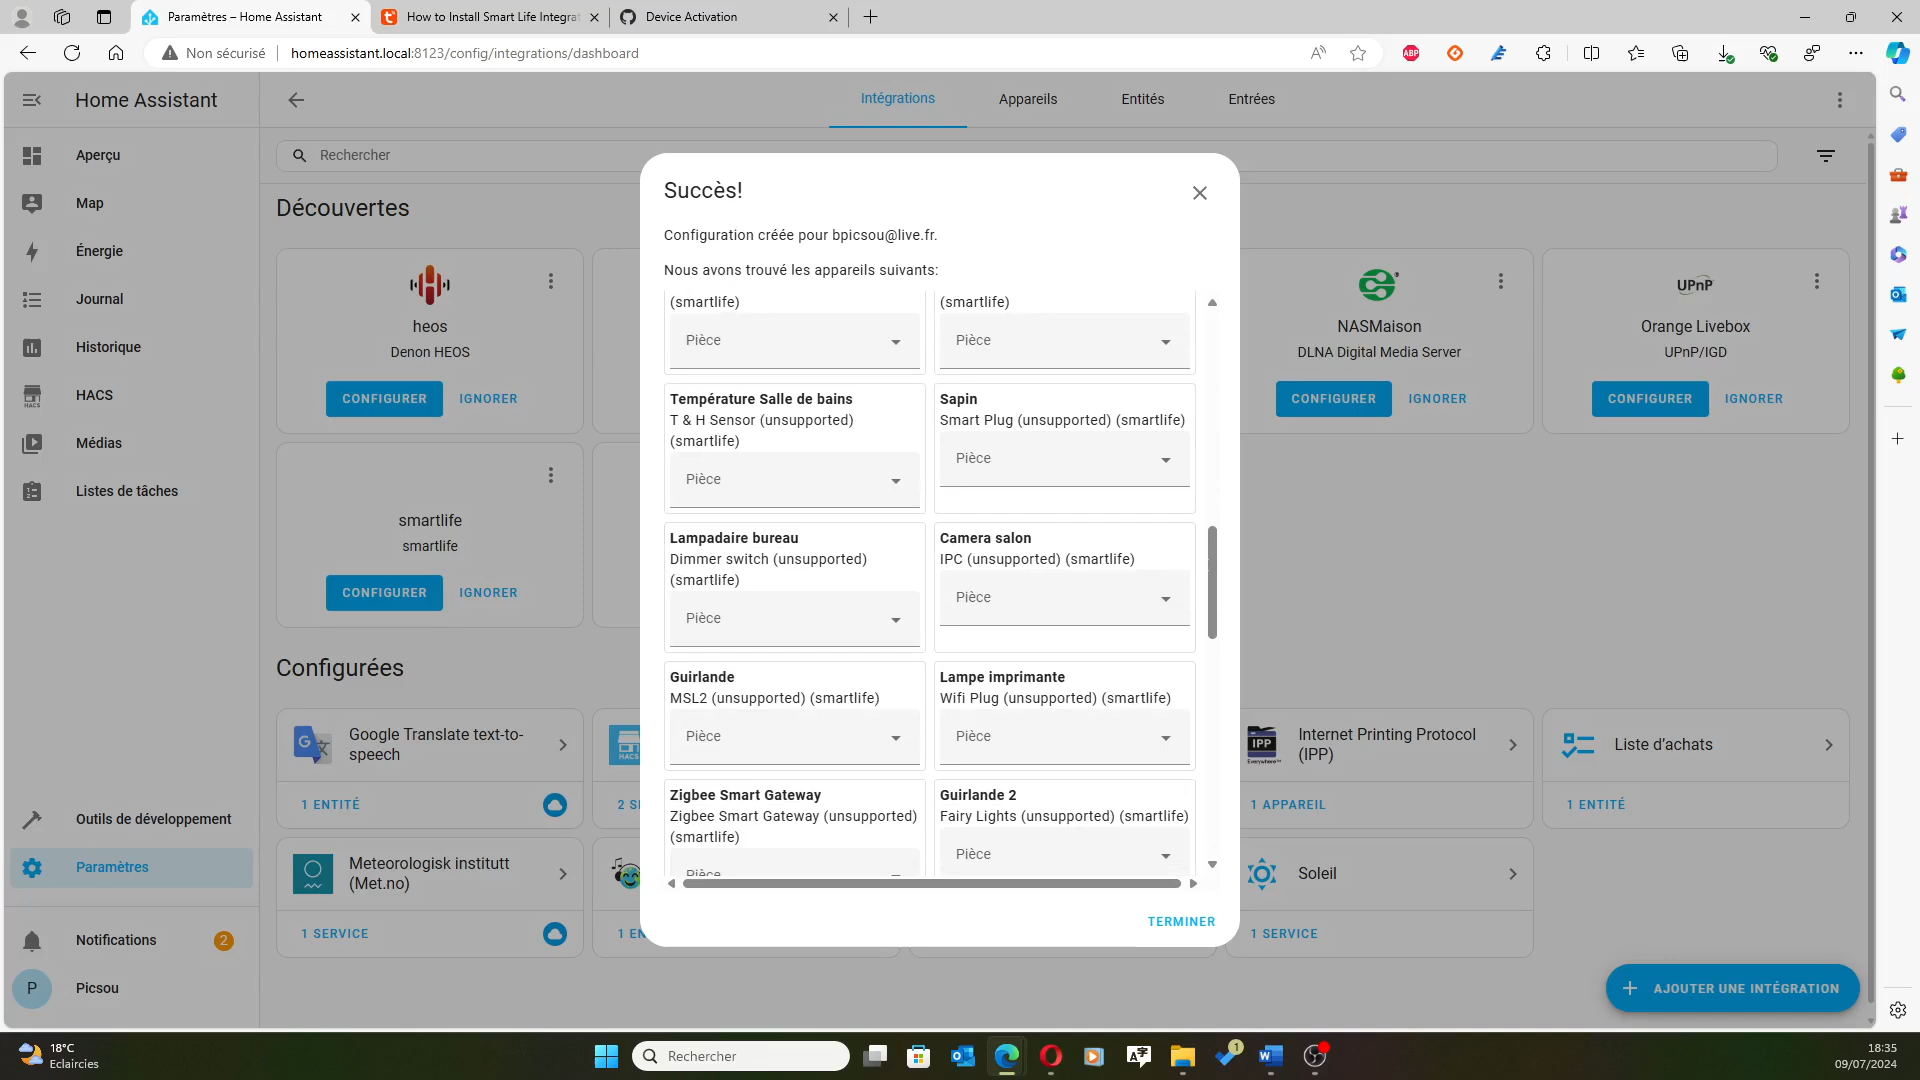 Paramètres – Home Assistant
How to Install Smart Life Integrat
Device Activation
Non sécurisé
homeassistant.local:8123/config/integrations/dashboard
ABP
Home Assistant
Intégrations
Appareils
Entités
Entrées
Rechercher
Aperçu
Map
Énergie
Journal
Historique
HACS
Médias
Listes de tâches
Outils de développement
Paramètres
Notifications
2
P
Picsou
Découvertes
heos
Denon HEOS
CONFIGURER
IGNORER
NASMaison
DLNA Digital Media Server
CONFIGURER
IGNORER
UPnP
Orange Livebox
UPnP/IGD
CONFIGURER
IGNORER
smartlife
smartlife
CONFIGURER
IGNORER
Configurées
Google Translate text-to-
speech
1 ENTITÉ
HACS
2 S
IPP
Everywhere
Internet Printing Protocol
(IPP)
1 APPAREIL
Liste d'achats
1 ENTITÉ
Meteorologisk institutt
(Met.no)
1 SERVICE
1 EN
Soleil
1 SERVICE
AJOUTER UNE INTÉGRATION
Succès!
Configuration créée pour bpicsou@live.fr.
Nous avons trouvé les appareils suivants:
(smartlife)
Pièce
(smartlife)
Pièce
Température Salle de bains
T & H Sensor (unsupported)
(smartlife)
Pièce
Sapin
Smart Plug (unsupported) (smartlife)
Pièce
Lampadaire bureau
Dimmer switch (unsupported)
(smartlife)
Pièce
Camera salon
IPC (unsupported) (smartlife)
Pièce
Guirlande
MSL2 (unsupported) (smartlife)
Pièce
Lampe imprimante
Wifi Plug (unsupported) (smartlife)
Pièce
Zigbee Smart Gateway
Zigbee Smart Gateway (unsupported)
(smartlife)
Pièce
Guirlande 2
Fairy Lights (unsupported) (smartlife)
Pièce
TERMINER
18°C
Eclaircies
Rechercher
1
18:35
09/07/2024